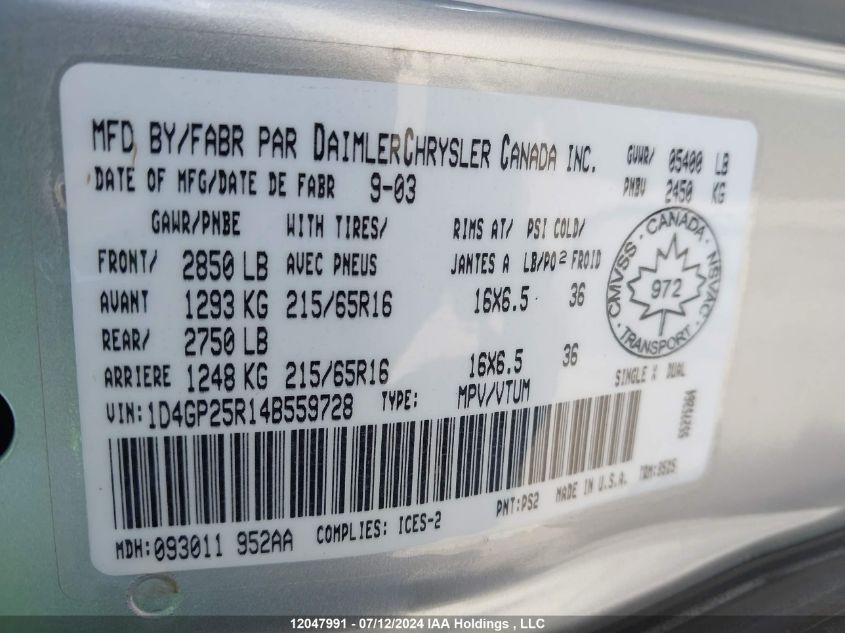 MFD BY/FABR PAR DAIMLERCHRYSLER CANADA INC. GVWR/ 05400 LB
DATE OF MFG/DATE DE FABR 9-03 PNBV 2450 KG
GAWR/PNBE WITH TIRES/ RIMS AT/ PSI COLD/
FRONT/ 2850 LB AVEC PNEUS JANTES A LB/PO² FROID
AVANT 1293 KG 215/65R16 16X6.5 36
REAR/ 2750 LB
ARRIERE 1248 KG 215/65R16 16X6.5 36
CMVSS · CANADA · NSVAC · TRANSPORT ·
972
SINGLE X DUAL
VIN:1D4GP25R14B559728 TYPE: MPV/VTUM
MDH:093011 952AA COMPLIES: ICES-2 PNT:PS2 MADE IN U.S.A.
12047991 - 07/12/2024 IAA Holdings , LLC